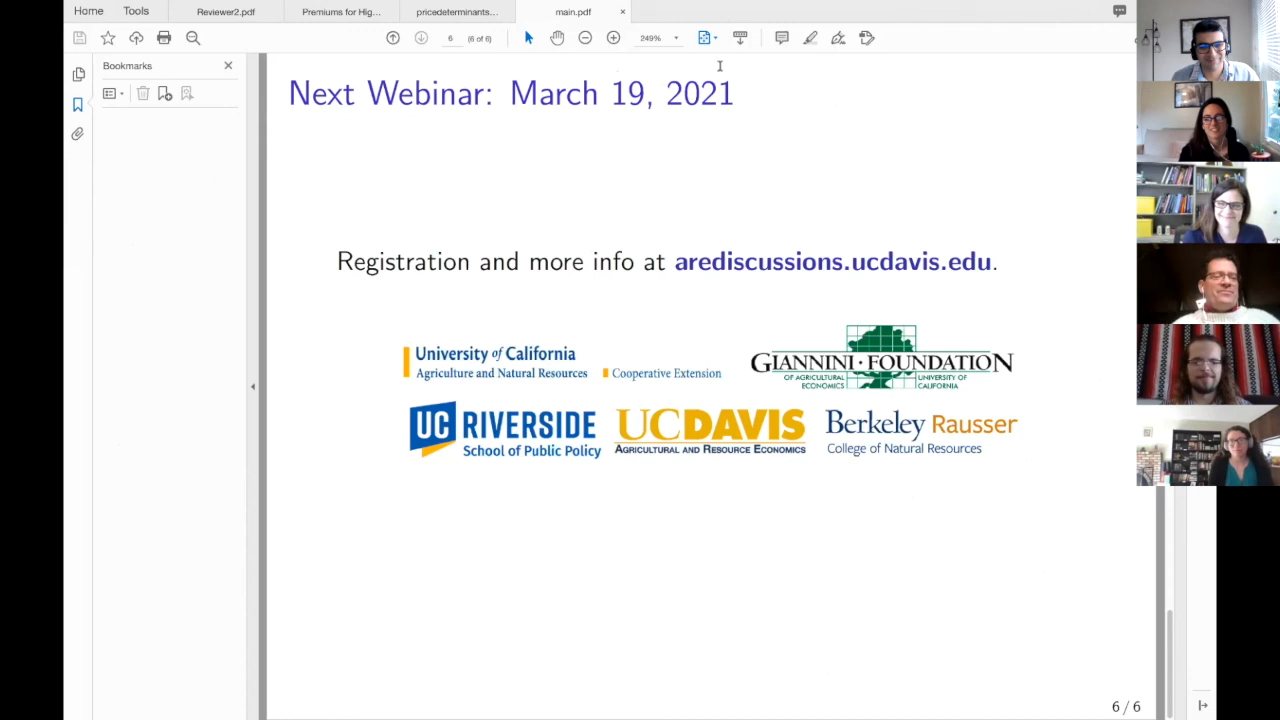 Home Tools Reviewer2.pdf Premiums for Hig... pricedeterminants... main.pdf ×
6 (6 of 6) 249%
Bookmarks ×
Next Webinar: March 19, 2021
Registration and more info at arediscussions.ucdavis.edu.
University of California
Agriculture and Natural Resources Cooperative Extension
GIANNINI · FOUNDATION
OF AGRICULTURAL ECONOMICS UNIVERSITY OF CALIFORNIA
UC RIVERSIDE
School of Public Policy
UCDAVIS
AGRICULTURAL AND RESOURCE ECONOMICS
Berkeley Rausser
College of Natural Resources
6 / 6